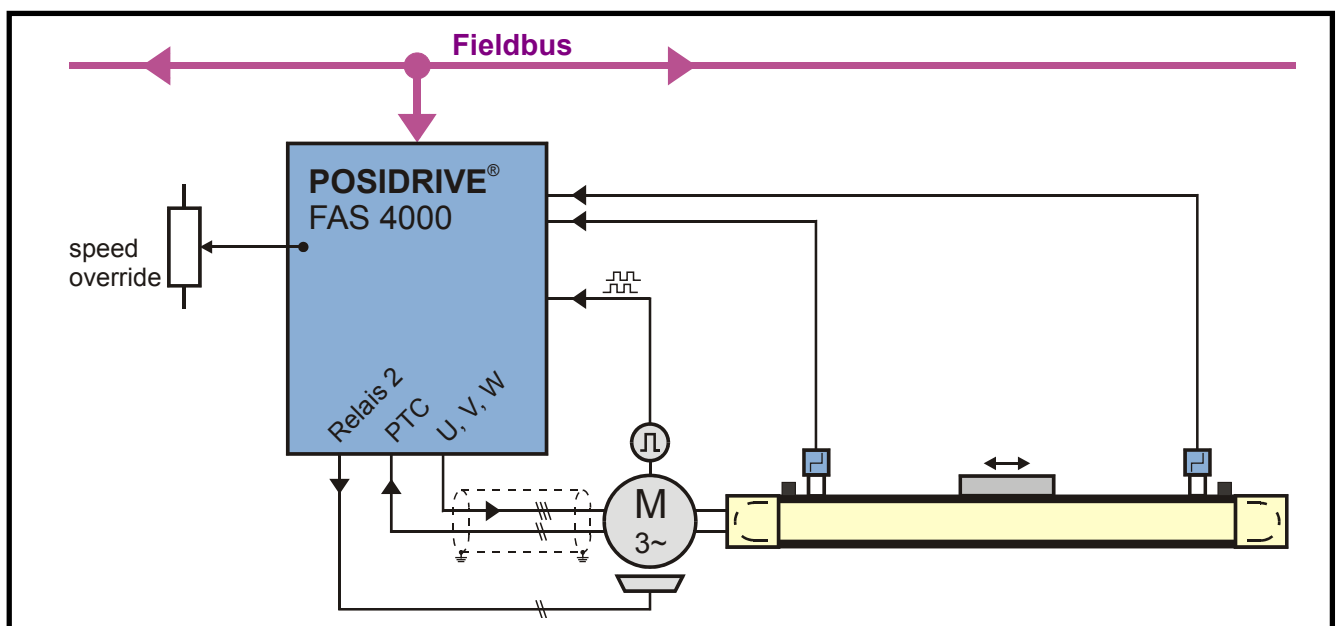 Fieldbus
POSIDRIVE®
FAS 4000
speed
override
Relais 2
PTC
U, V, W
M
3~